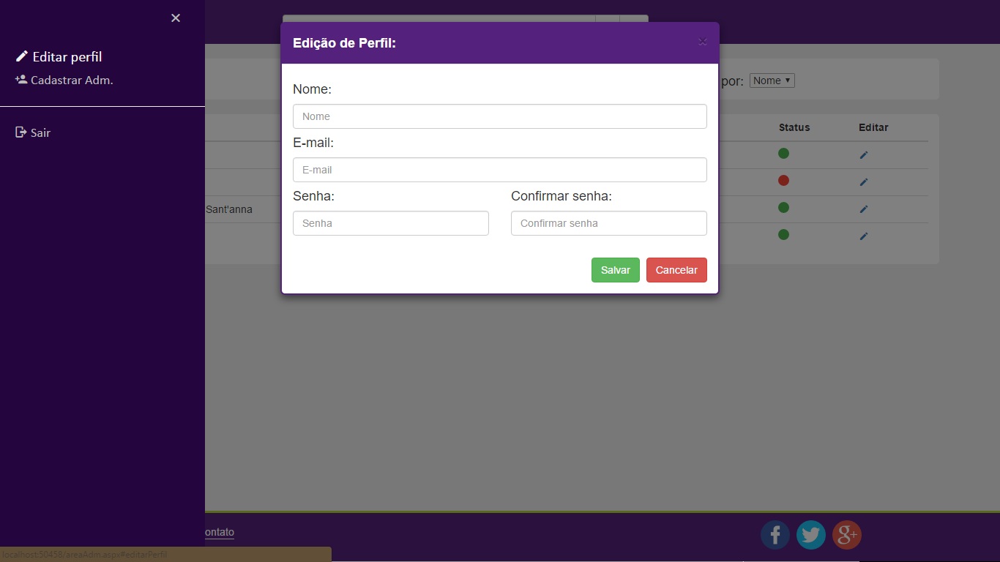 ×
Editar perfil
Cadastrar Adm.
Sair
Edição de Perfil:
×
Nome:
Nome
E-mail:
E-mail
Senha:
Confirmar senha:
Senha
Confirmar senha
Salvar
Cancelar
por:
Nome
Status
Editar
Sant'anna
ontato
localhost:50458/areaAdm.aspx#editarPerfil